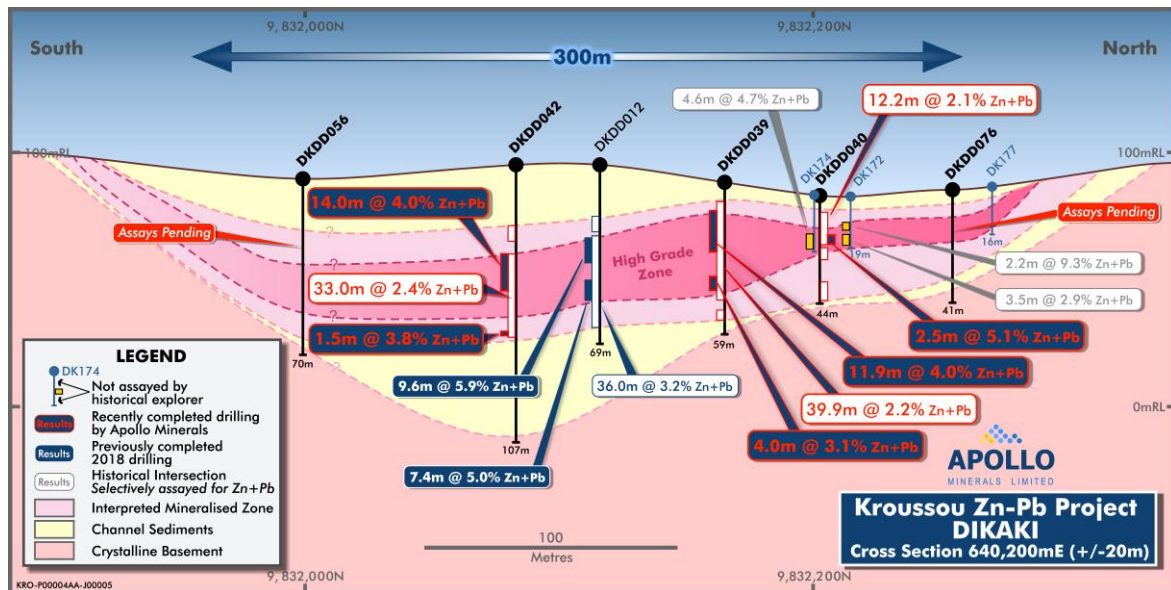 9,832,000N
9,832,200N
South
North
300m
4.6m @ 4.7% Zn+Pb
12.2m @ 2.1% Zn+Pb
DKDD056
DKDD042
DKDD012
DKDD039
DK174
DKDD040
DK172
DKDD076
DK177
100mRL
100mRL
14.0m @ 4.0% Zn+Pb
Assays Pending
Assays Pending
?
?
?
?
High Grade
Zone
33.0m @ 2.4% Zn+Pb
1.5m @ 3.8% Zn+Pb
16m
19m
2.2m @ 9.3% Zn+Pb
3.5m @ 2.9% Zn+Pb
44m
41m
2.5m @ 5.1% Zn+Pb
59m
69m
70m
11.9m @ 4.0% Zn+Pb
9.6m @ 5.9% Zn+Pb
36.0m @ 3.2% Zn+Pb
39.9m @ 2.2% Zn+Pb
0mRL
0mRL
4.0m @ 3.1% Zn+Pb
107m
7.4m @ 5.0% Zn+Pb
LEGEND
DK174
Not assayed by
historical explorer
Results
Recently completed drilling
by Apollo Minerals
Results
Previously completed
2018 drilling
Results
Historical Intersection
Selectively assayed for Zn+Pb
Interpreted Mineralised Zone
Channel Sediments
Crystalline Basement
APOLLO
MINERALS LIMITED
Kroussou Zn-Pb Project
DIKAKI
Cross Section 640,200mE (+/-20m)
100
Metres
9,832,000N
9,832,200N
KRO-P00004AA-J00005